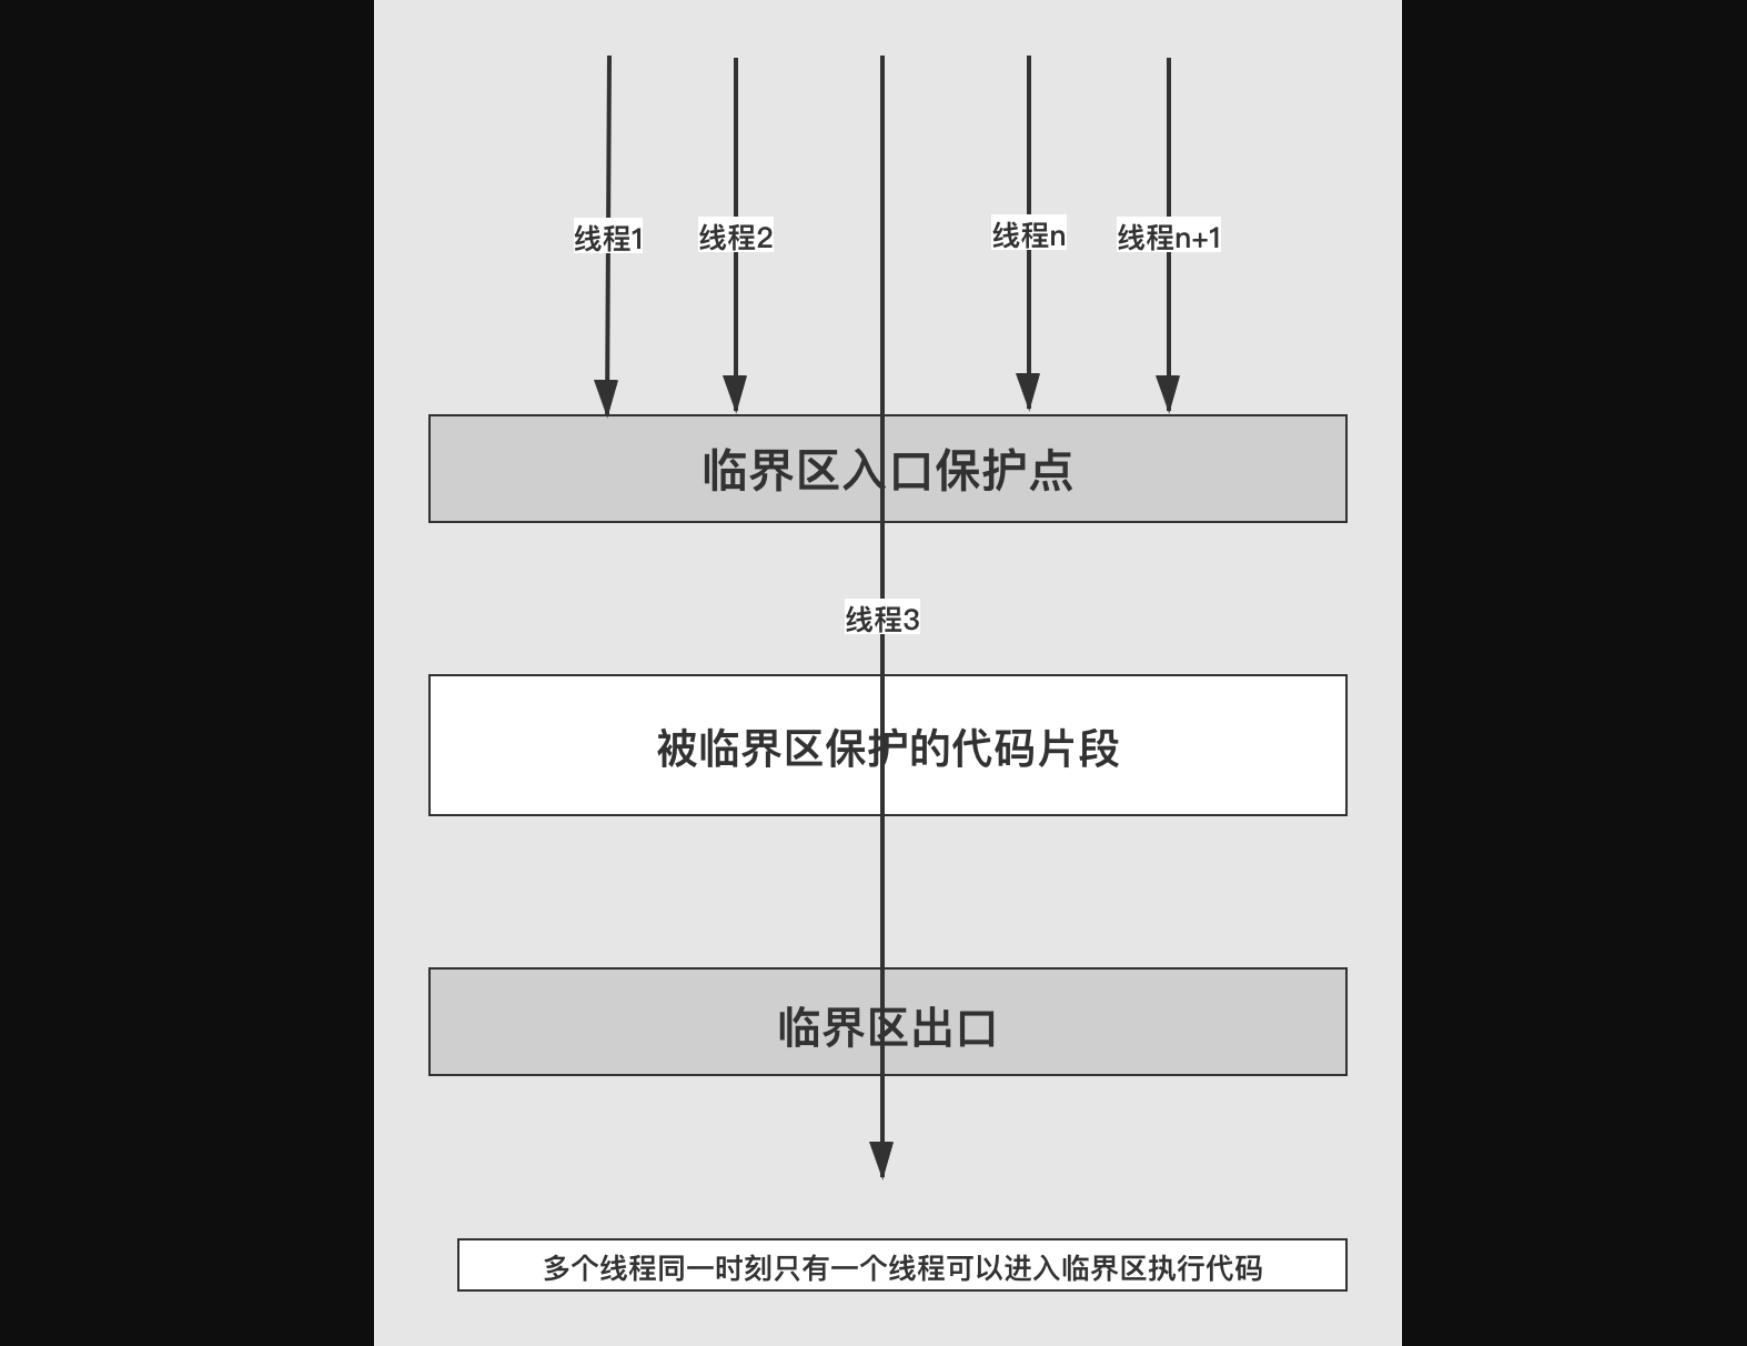 线程1
线程2
线程n
线程n+1
临界区入口保护点
线程3
被临界区保护的代码片段
临界区出口
多个线程同一时刻只有一个线程可以进入临界区执行代码